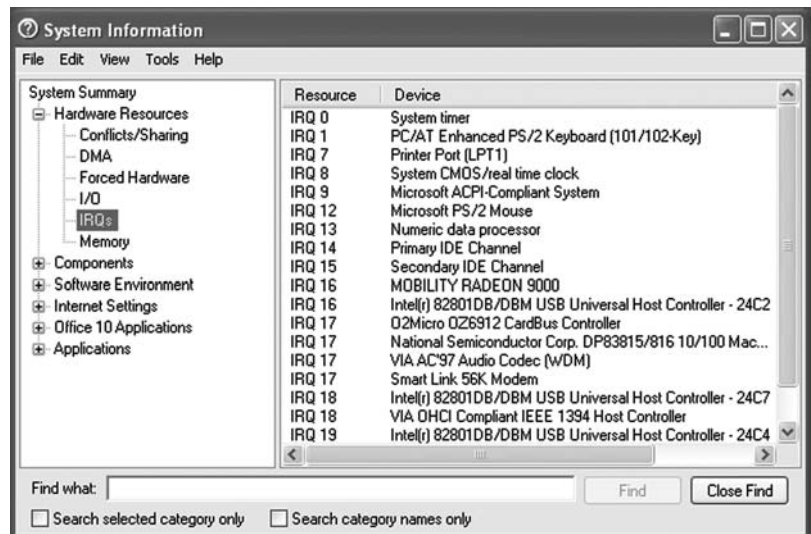 System Information
File Edit View Tools Help
System Summary
Hardware Resources
Conflicts/Sharing
DMA
Forced Hardware
I/O
IRQs
Memory
Components
Software Environment
Internet Settings
Office 10 Applications
Applications
Resource Device
IRQ 0 System timer
IRQ 1 PC/AT Enhanced PS/2 Keyboard (101/102-Key)
IRQ 7 Printer Port (LPT1)
IRQ 8 System CMOS/real time clock
IRQ 9 Microsoft ACPI-Compliant System
IRQ 12 Microsoft PS/2 Mouse
IRQ 13 Numeric data processor
IRQ 14 Primary IDE Channel
IRQ 15 Secondary IDE Channel
IRQ 16 MOBILITY RADEON 9000
IRQ 16 Intel(r) 82801DB/DBM USB Universal Host Controller - 24C2
IRQ 17 O2Micro OZ6912 CardBus Controller
IRQ 17 National Semiconductor Corp. DP83815/816 10/100 Mac...
IRQ 17 VIA AC'97 Audio Codec (WDM)
IRQ 17 Smart Link 56K Modem
IRQ 18 Intel(r) 82801DB/DBM USB Universal Host Controller - 24C7
IRQ 18 VIA OHCI Compliant IEEE 1394 Host Controller
IRQ 19 Intel(r) 82801DB/DBM USB Universal Host Controller - 24C4
Find what: Find Close Find
Search selected category only Search category names only